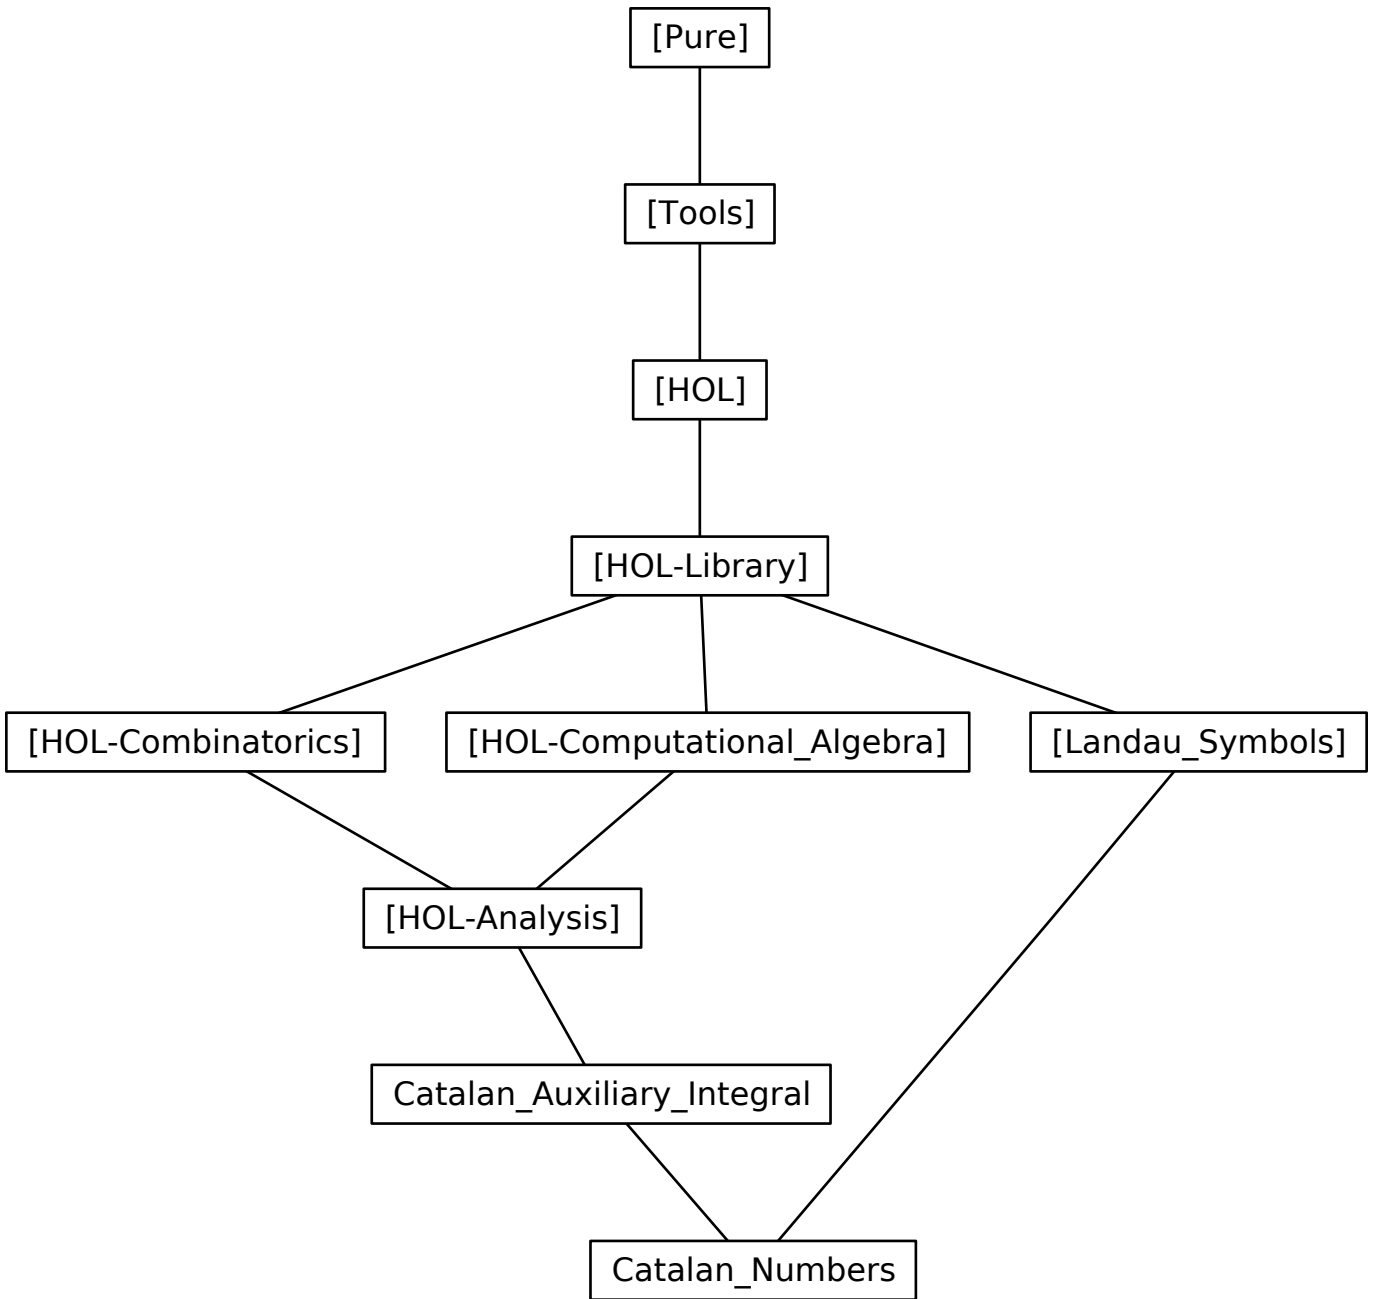 [Pure]
[Tools]
[HOL]
[HOL-Library]
[HOL-Combinatorics]
[HOL-Computational_Algebra]
[Landau_Symbols]
[HOL-Analysis]
Catalan_Auxiliary_Integral
Catalan_Numbers